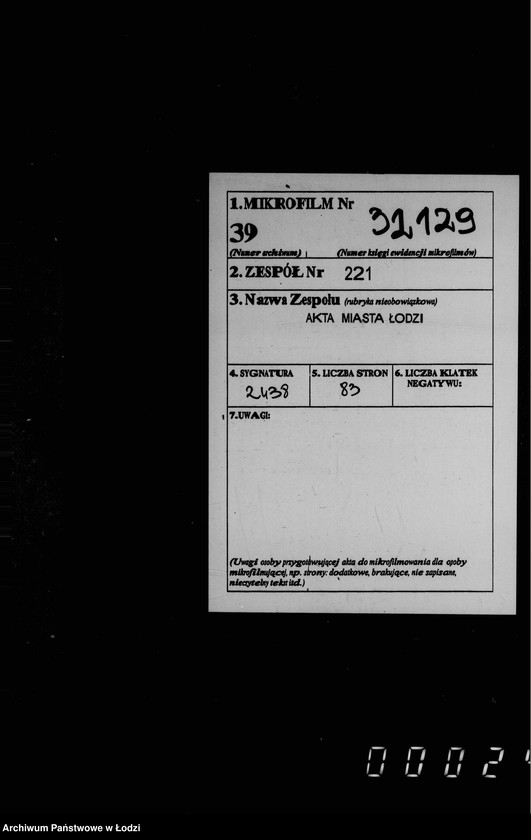 1. MIKROFILM Nr
39 31,129
(Numer archiwum) (Numer księgi ewidencji mikrofilmów)
2. ZESPÓŁ Nr 221
3. Nazwa Zespołu (rubryka nieobowiązkowa)
AKTA MIASTA ŁODZI
4. SYGNATURA 5. LICZBA STRON 6. LICZBA KLATEK
NEGATYWU:
2438 83
7. UWAGI:
(Uwagi osoby przygotowującej akta do mikrofilmowania dla osoby
mikrofilmującej, np. strony: dodatkowe, brakujące, nie zapisane,
nieczytelny tekst itd.)
0002
Archiwum Państwowe w Łodzi